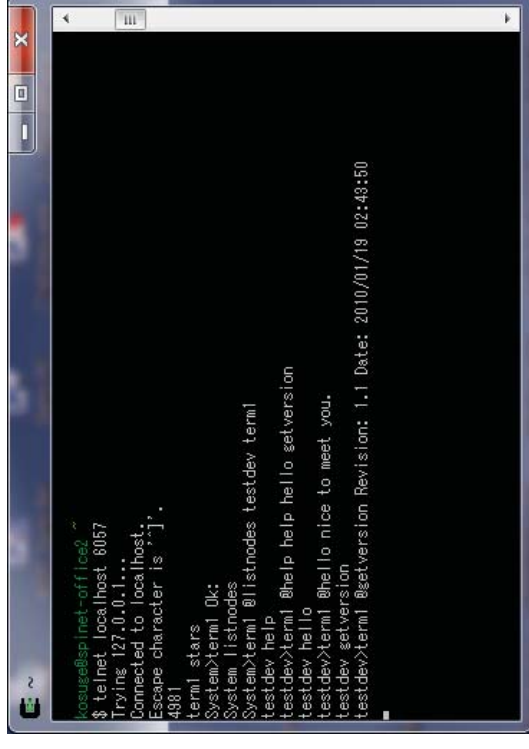 ~
kosuge@spinet-office2 ~
$ telnet localhost 6057
Trying 127.0.0.1...
Connected to localhost.
Escape character is '^]'.
4981
term1 stars
System>term1 Ok:
System listnodes
System>term1 @listnodes testdev term1
testdev help
testdev>term1 @help help hello getversion
testdev hello
testdev>term1 @hello nice to meet you.
testdev getversion
testdev>term1 @getversion Revision: 1.1 Date: 2010/01/19 02:43:50